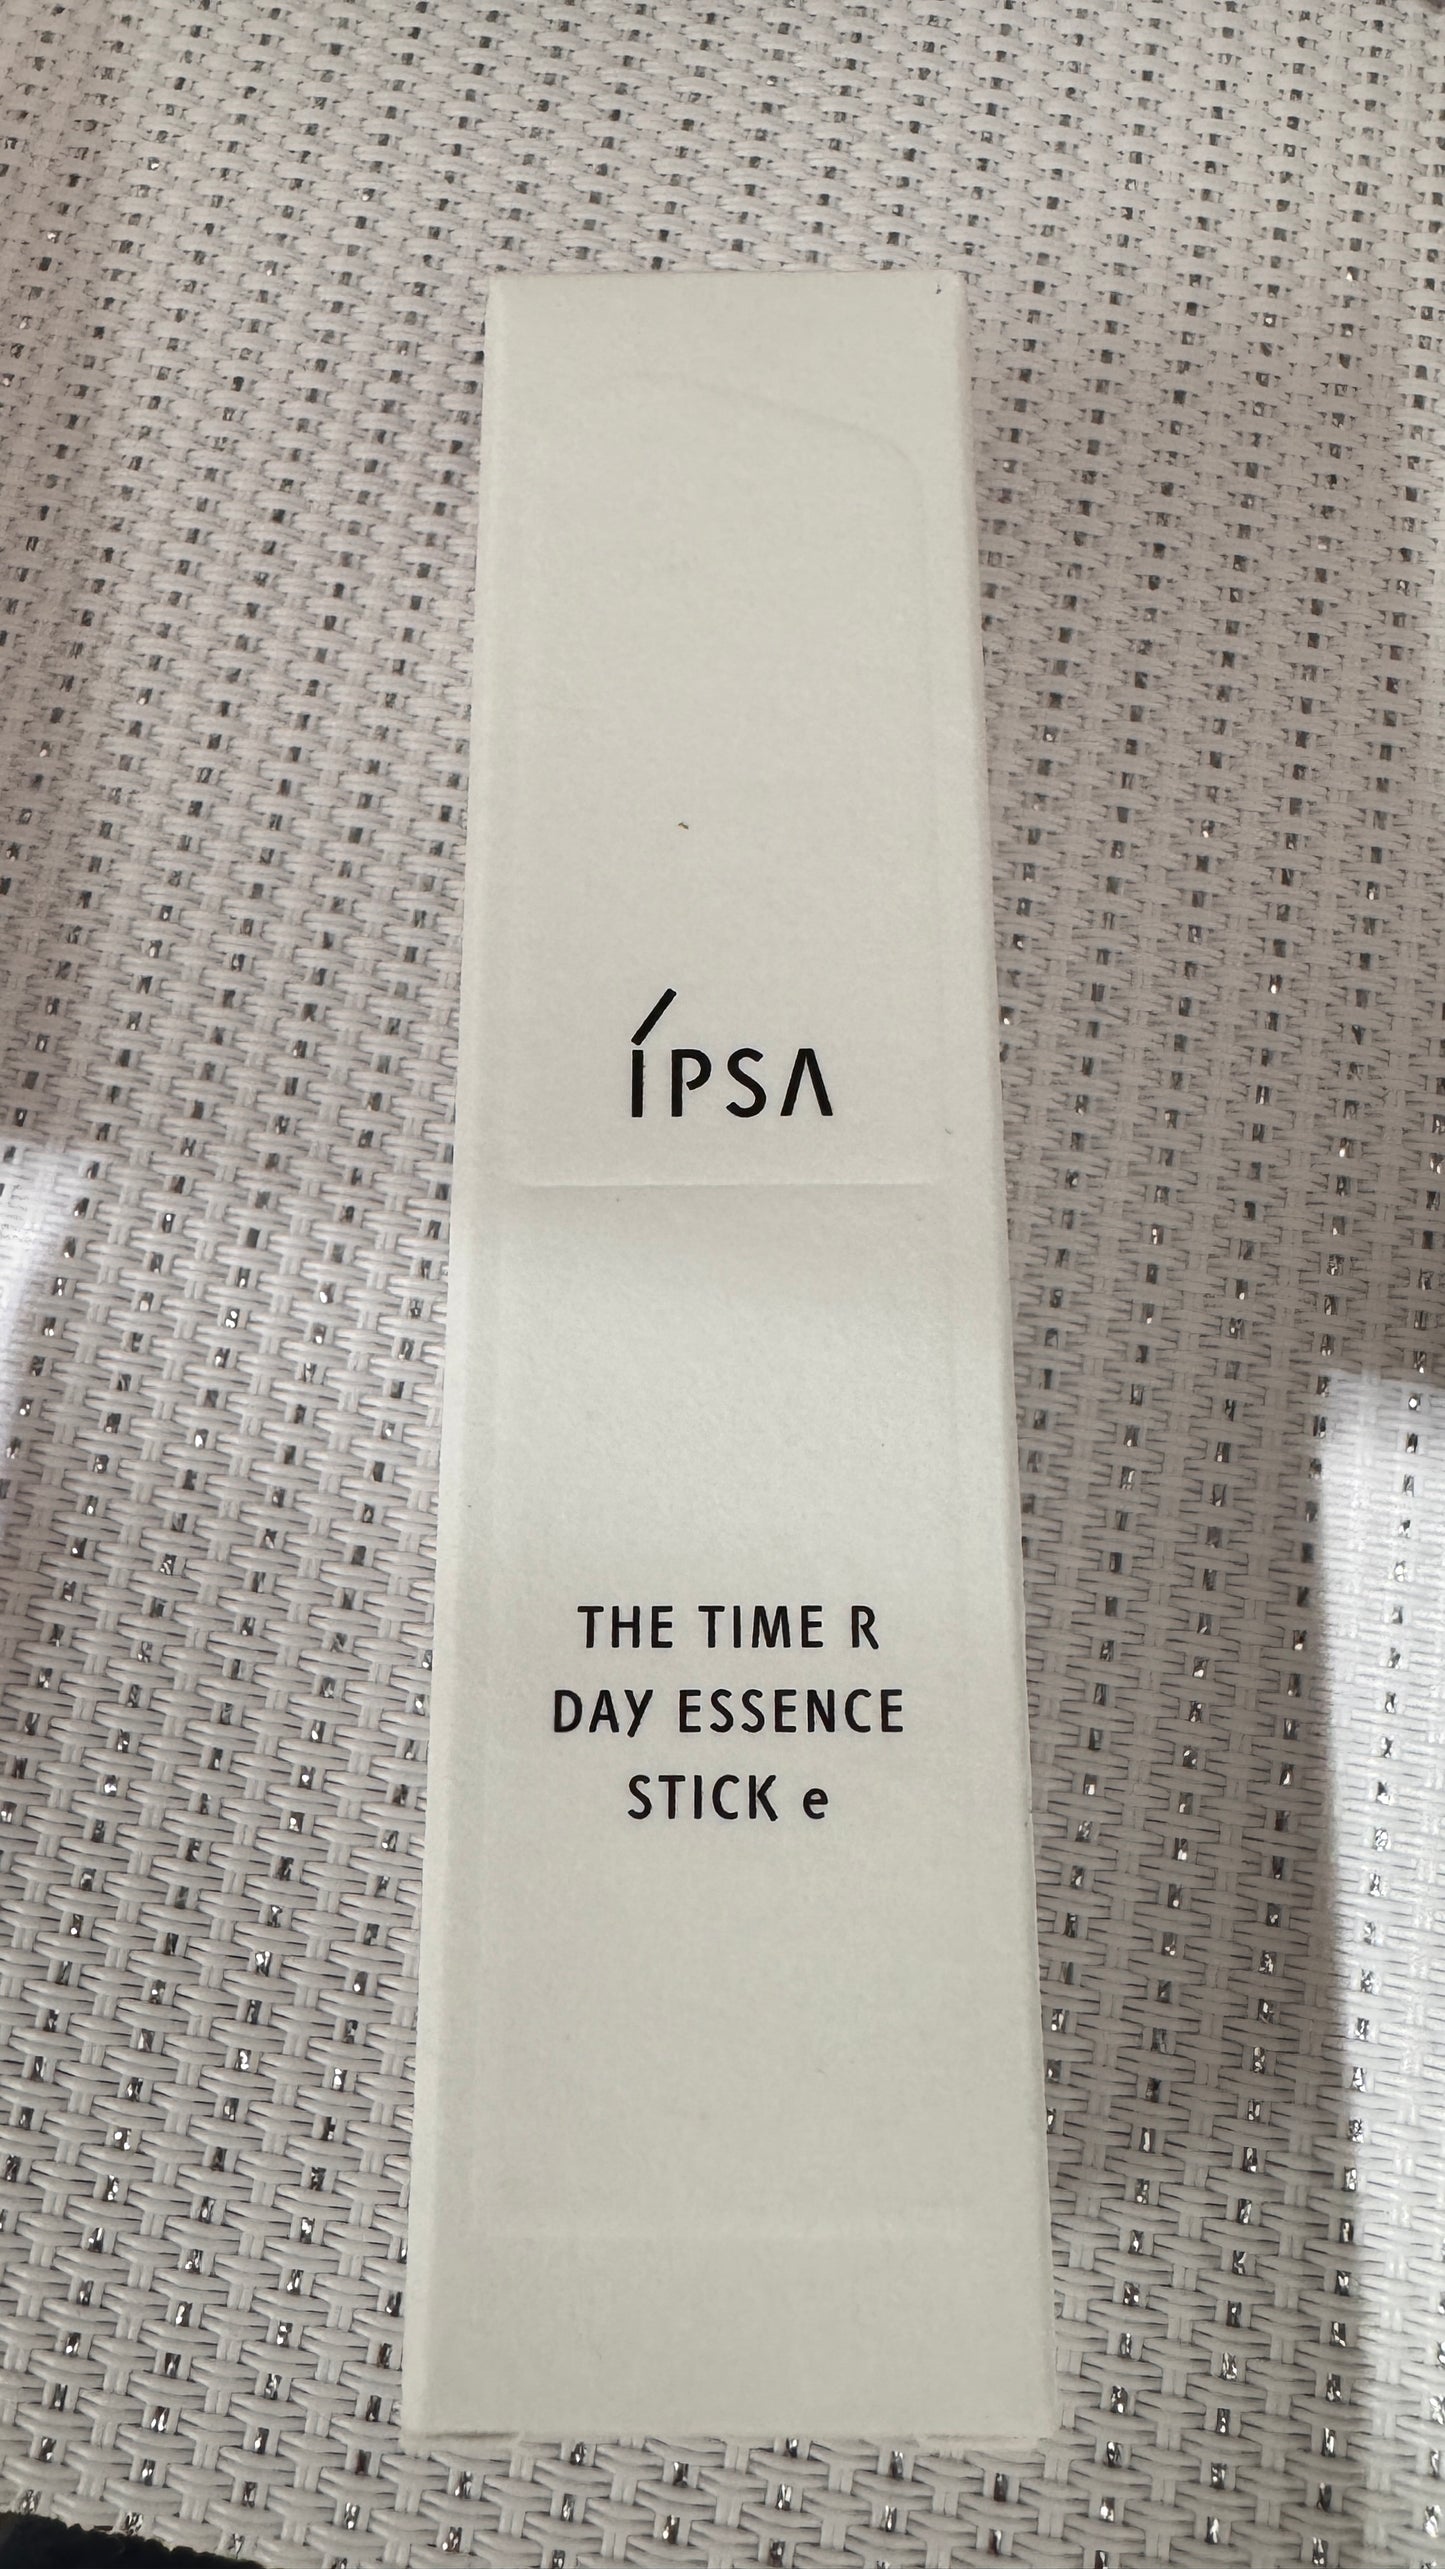 ÍPSA
THE TIME R
DAY ESSENCE
STICK e